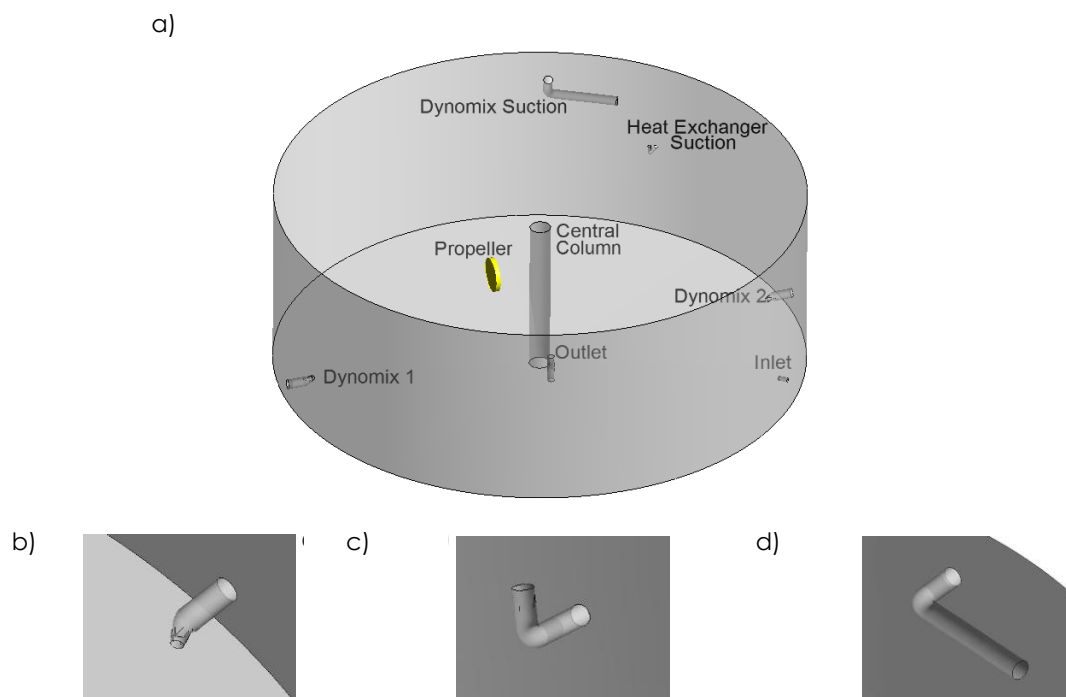 a)
Dynomix Suction
Heat Exchanger
Suction
Central
Column
Propeller
Dynomix 2
Outlet
Inlet
Dynomix 1
b)
c)
d)